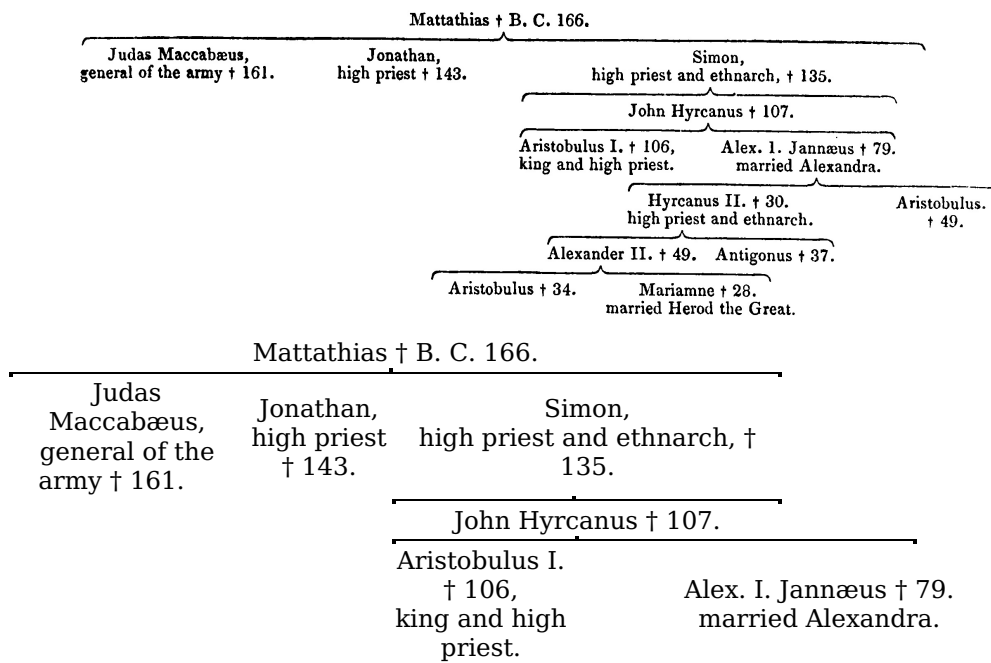 Mattathias † B. C. 166.
Judas Maccabæus,
general of the army † 161.
Jonathan,
high priest † 143.
Simon,
high priest and ethnarch, † 135.
John Hyrcanus † 107.
Aristobulus I. † 106,
king and high priest.
Alex. 1. Jannæus † 79.
married Alexandra.
Hyrcanus II. † 30.
high priest and ethnarch.
Aristobulus.
† 49.
Alexander II. † 49.
Antigonus † 37.
Aristobulus † 34.
Mariamne † 28.
married Herod the Great.
Mattathias † B. C. 166.
Judas
Maccabæus,
general of the
army † 161.
Jonathan,
high priest
† 143.
Simon,
high priest and ethnarch, †
135.
John Hyrcanus † 107.
Aristobulus I.
† 106,
king and high
priest.
Alex. I. Jannæus † 79.
married Alexandra.